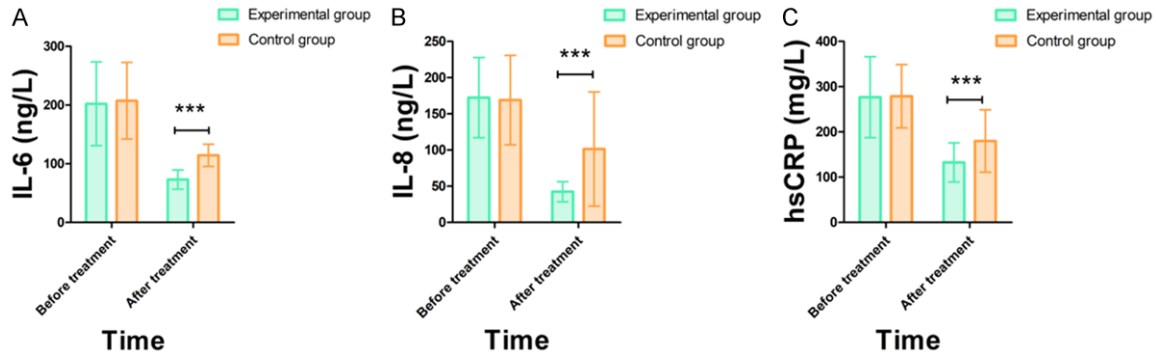 A
Experimental group
Control group
IL-6 (ng/L)
300
200
100
0
***
Before treatment
After treatment
Time
B
Experimental group
Control group
IL-8 (ng/L)
250
200
150
100
50
0
***
Before treatment
After treatment
Time
C
Experimental group
Control group
hsCRP (mg/L)
400
300
200
100
0
***
Before treatment
After treatment
Time